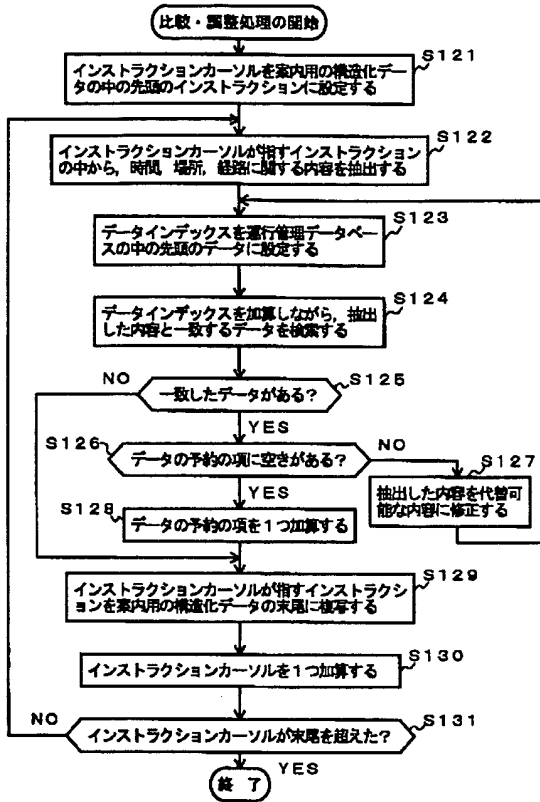 比較・調整処理の開始
S121
インストラクションカーソルを案内用の構造化デー
タの中の先頭のインストラクションに設定する
S122
インストラクションカーソルが指すインストラクション
の中から，時間，場所，経路に関する内容を抽出する
S123
データインデックスを運行管理データベー
スの中の先頭のデータに設定する
S124
データインデックスを加算しながら，抽出
した内容と一致するデータを検索する
NO
S125
一致したデータがある？
YES
S126
データの予約の項に空きがある？
NO
S127
抽出した内容を代替可
能な内容に修正する
YES
S128
データの予約の項を１つ加算する
S129
インストラクションカーソルが指すインストラクシ
ョンを案内用の構造化データの末尾に複写する
S130
インストラクションカーソルを１つ加算する
NO
S131
インストラクションカーソルが末尾を超えた？
YES
終了